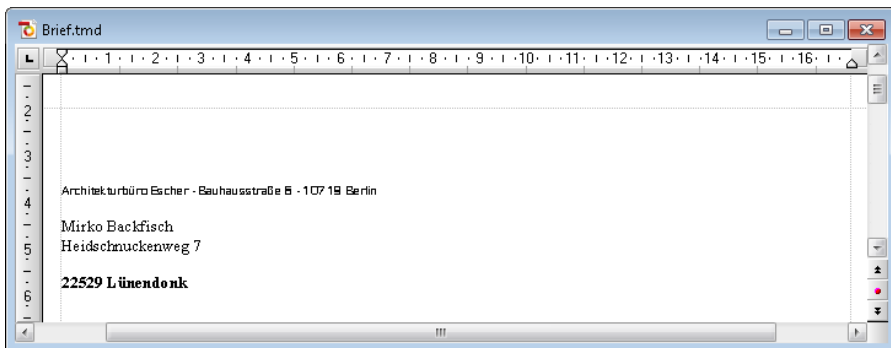 Brief.tmd
L 1 2 3 4 5 6 7 8 9 10 11 12 13 14 15 16
2
3
Architekturbüro Escher - Bauhausstraße 6 - 10719 Berlin
4
Mirko Backfisch
Heidschnuckenweg 7
5
22529 Lünendonk
6